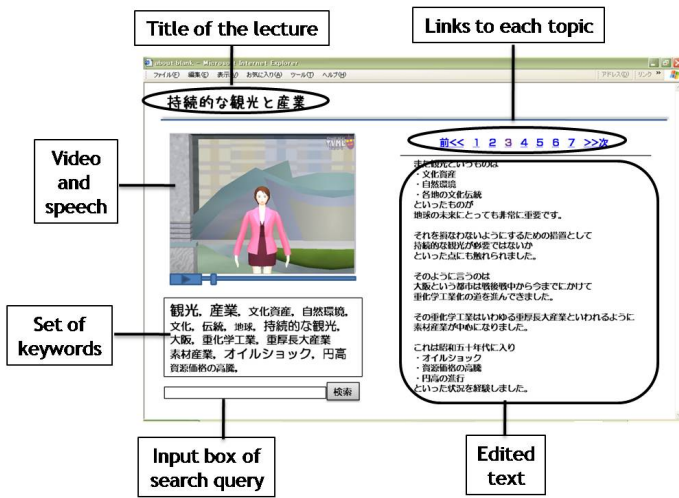 Title of the lecture
Links to each topic
about:blank - Microsoft Internet Explorer
ファイル(F) 編集(E) 表示(V) お気に入り(A) ツール(T) ヘルプ(H)
アドレス(D) リンク »
持続的な観光と産業
前<< 1 2 3 4 5 6 7 >>次
Video
and
speech
TVML
また観光というものは
・文化資産
・自然環境
・各地の文化伝統
といったものが
地球の未来にとっても非常に重要です。
それを損なわないようにするための措置として
持続的な観光が必要ではないか
といった点にも触れられました。
そのように言うのは
大阪という都市は戦後戦中から今までにかけて
重化学工業化の道を進んできました。
その重化学工業はいわゆる重厚長大産業といわれるように
素材産業が中心になりました。
これは昭和五十年代に入り
・オイルショック
・資源価格の高騰
・円高の進行
といった状況を経験しました。
Set of
keywords
観光, 産業, 文化資産, 自然環境,
文化, 伝統, 地球, 持続的な観光,
大阪, 重化学工業, 重厚長大産業
素材産業, オイルショック, 円高
資源価格の高騰,
検索
Input box of
search query
Edited
text